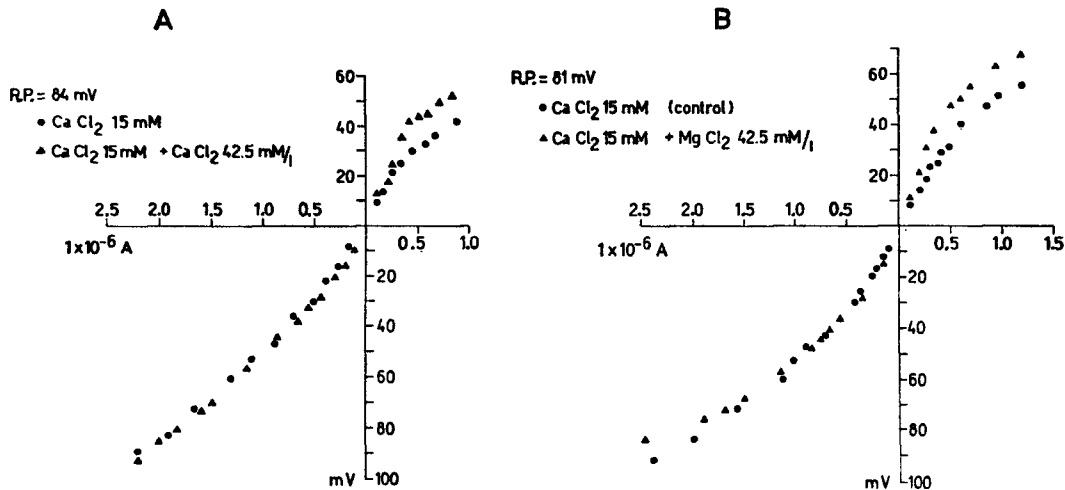 A
R.P.= 84 mV
● Ca Cl2 15 mM
▲ Ca Cl2 15 mM + Ca Cl2 42.5 mM/l
60
40
20
2.5 2.0 1.5 1.0 0.5
1×10-6 A
0.5 1.0
20
40
60
80
100
mV
B
R.P.= 81 mV
● Ca Cl2 15 mM (control)
▲ Ca Cl2 15 mM + Mg Cl2 42.5 mM/l
60
40
20
2.5 2.0 1.5 1.0 0.5
1×10-6 A
0.5 1.0 1.5
20
40
60
80
100
mV